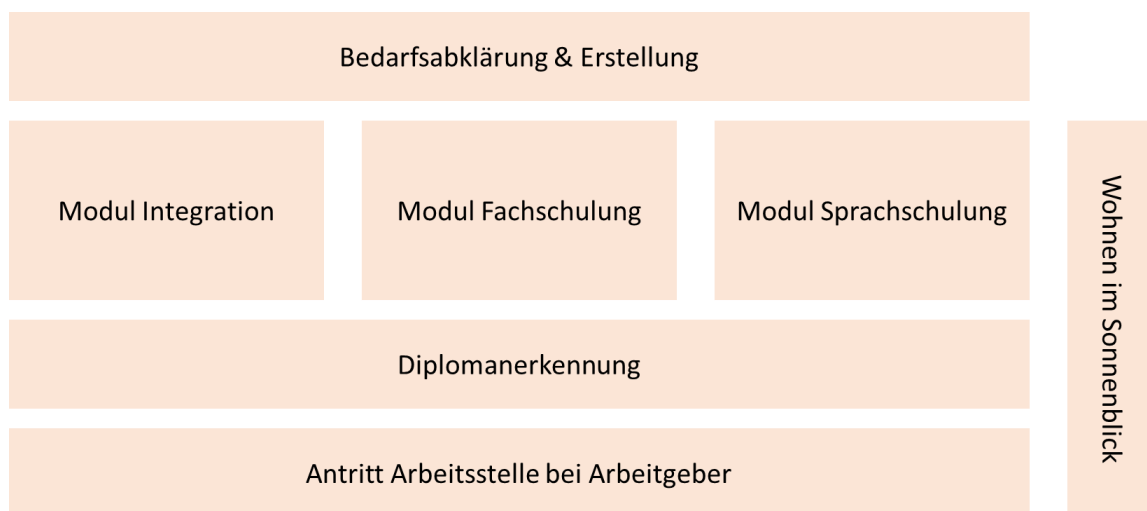 Bedarfsabklärung & Erstellung
Modul Integration
Modul Fachschulung
Modul Sprachschulung
Wohnen im Sonnenblick
Diplomanerkennung
Antritt Arbeitsstelle bei Arbeitgeber